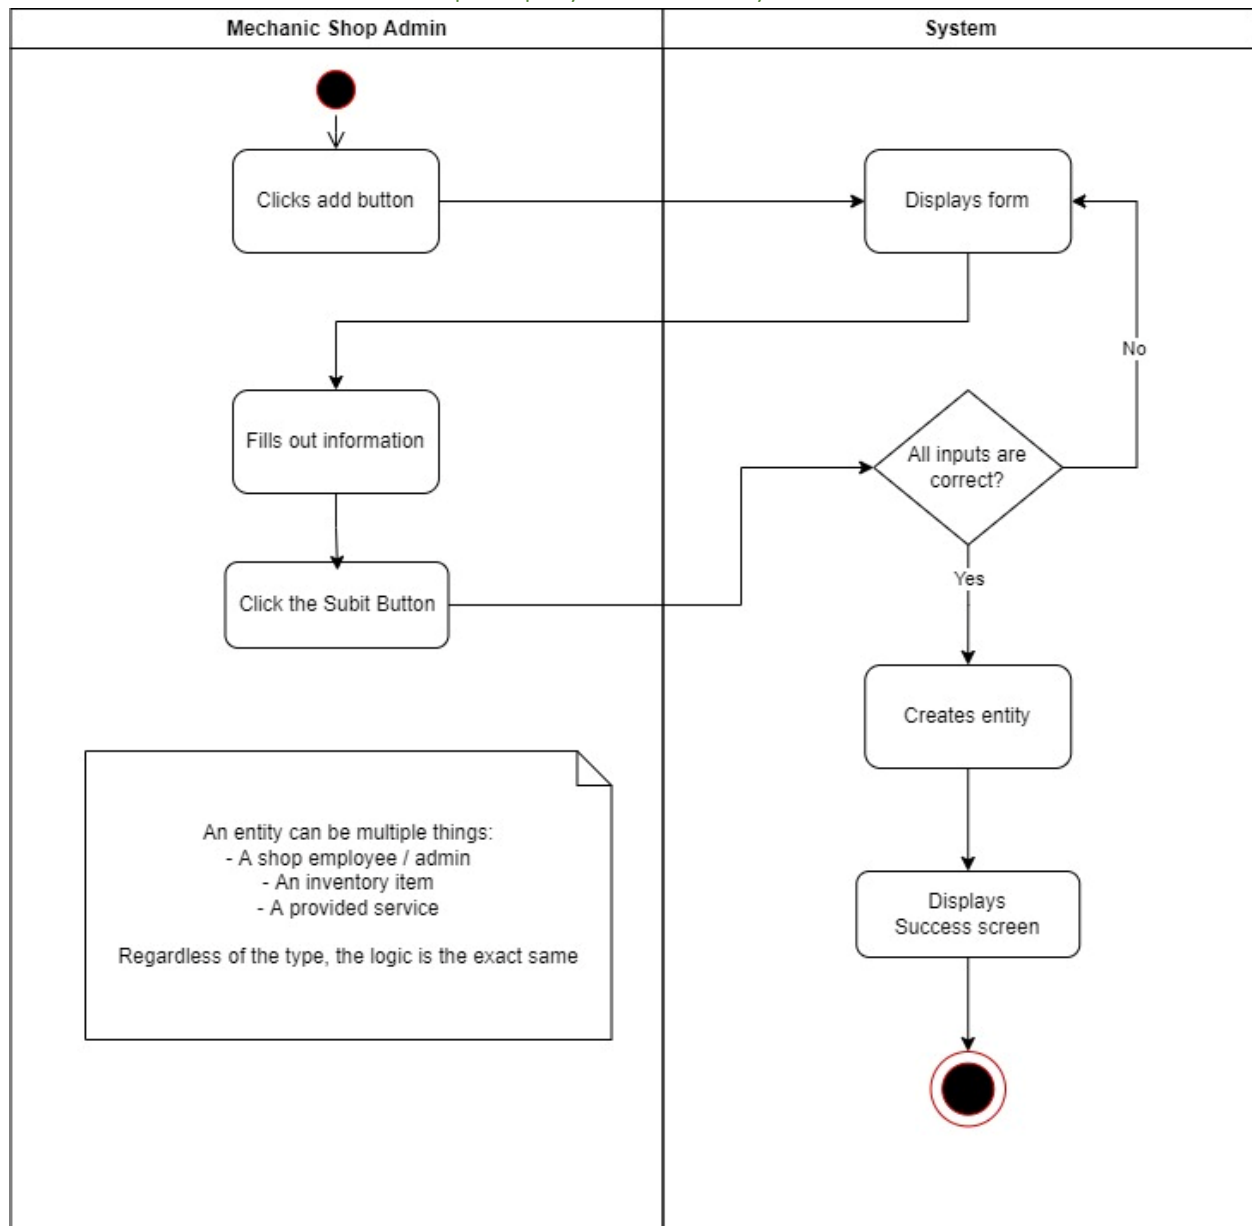 Mechanic Shop Admin
System
Clicks add button
Displays form
No
Fills out information
All inputs are
correct?
Yes
Click the Subit Button
Creates entity
An entity can be multiple things:
- A shop employee / admin
- An inventory item
- A provided service
Regardless of the type, the logic is the exact same
Displays
Success screen